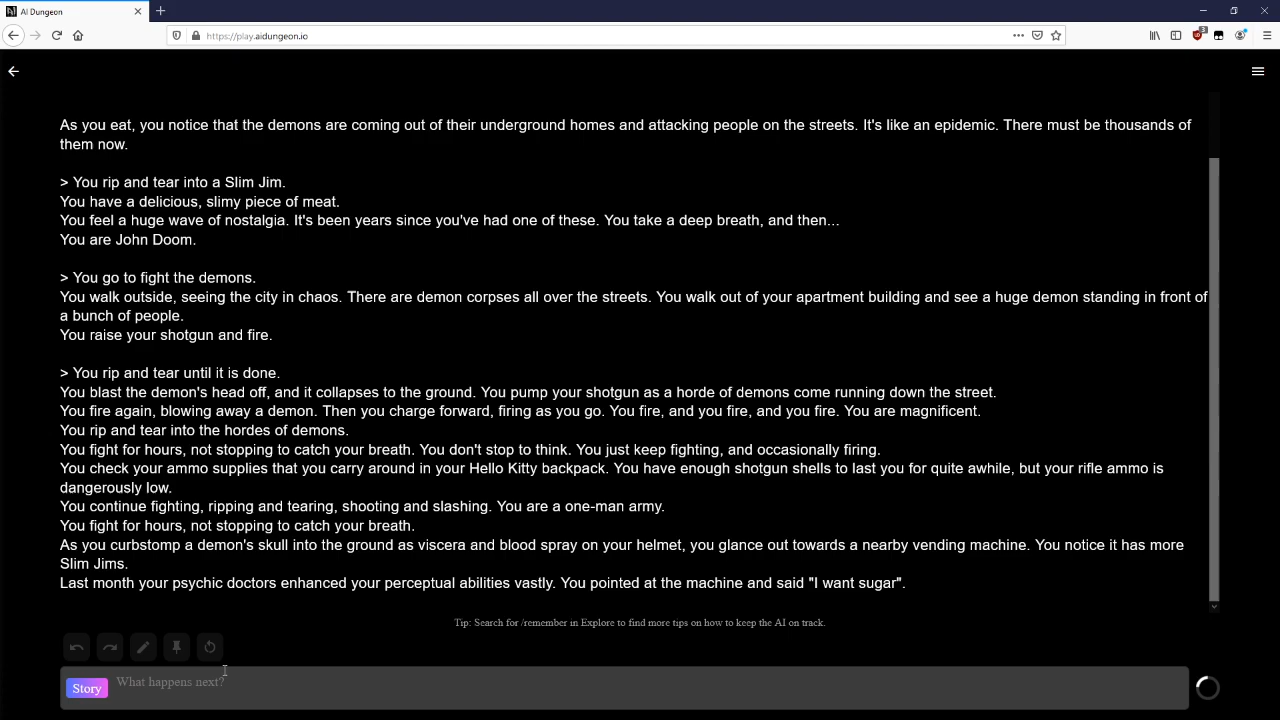 AI Dungeon
https://play.aidungeon.io
As you eat, you notice that the demons are coming out of their underground homes and attacking people on the streets. It's like an epidemic. There must be thousands of
them now.
> You rip and tear into a Slim Jim.
You have a delicious, slimy piece of meat.
You feel a huge wave of nostalgia. It's been years since you've had one of these. You take a deep breath, and then...
You are John Doom.
> You go to fight the demons.
You walk outside, seeing the city in chaos. There are demon corpses all over the streets. You walk out of your apartment building and see a huge demon standing in front of
a bunch of people.
You raise your shotgun and fire.
> You rip and tear until it is done.
You blast the demon's head off, and it collapses to the ground. You pump your shotgun as a horde of demons come running down the street.
You fire again, blowing away a demon. Then you charge forward, firing as you go. You fire, and you fire, and you fire. You are magnificent.
You rip and tear into the hordes of demons.
You fight for hours, not stopping to catch your breath. You don't stop to think. You just keep fighting, and occasionally firing.
You check your ammo supplies that you carry around in your Hello Kitty backpack. You have enough shotgun shells to last you for quite awhile, but your rifle ammo is
dangerously low.
You continue fighting, ripping and tearing, shooting and slashing. You are a one-man army.
You fight for hours, not stopping to catch your breath.
As you curbstomp a demon's skull into the ground as viscera and blood spray on your helmet, you glance out towards a nearby vending machine. You notice it has more
Slim Jims.
Last month your psychic doctors enhanced your perceptual abilities vastly. You pointed at the machine and said "I want sugar".
Tip: Search for /remember in Explore to find more tips on how to keep the AI on track.
Story What happens next?